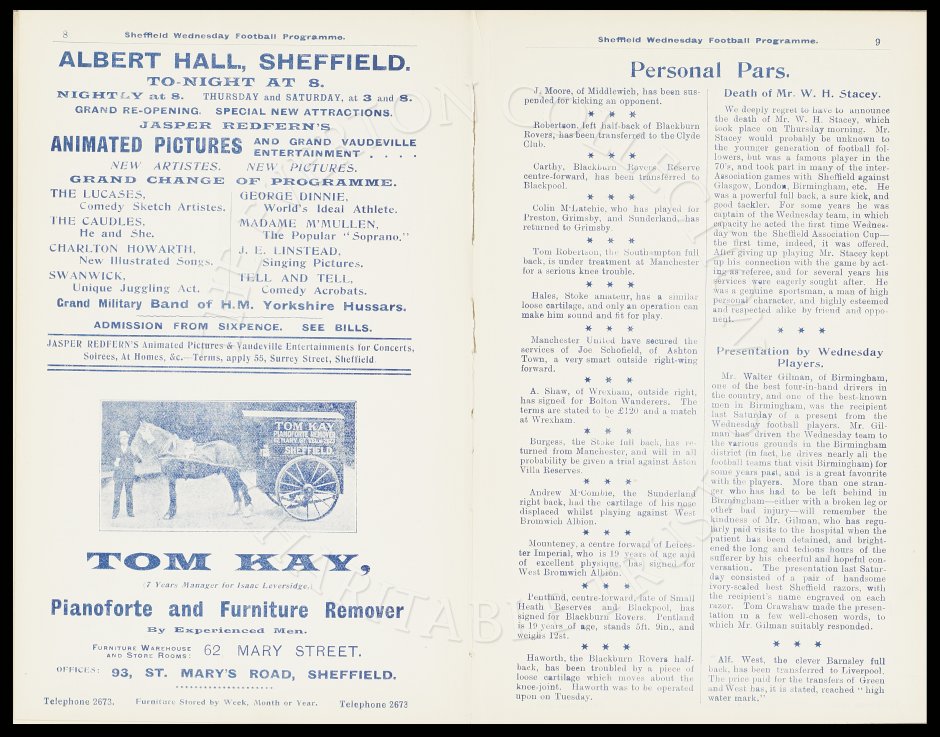 8
Sheffield Wednesday Football Programme.
ALBERT HALL, SHEFFIELD.
TO-NIGHT AT 8.
NIGHTLY at 8. THURSDAY and SATURDAY, at 3 and 8.
GRAND RE-OPENING. SPECIAL NEW ATTRACTIONS.
JASPER REDFERN'S
ANIMATED PICTURES AND GRAND VAUDEVILLE
ENTERTAINMENT . . . .
NEW ARTISTES. NEW PICTURES.
GRAND CHANGE OF PROGRAMME.
THE LUCASES,
Comedy Sketch Artistes.
THE CAUDLES,
He and She.
CHARLTON HOWARTH,
New Illustrated Songs.
SWANWICK,
Unique Juggling Act.
GEORGE DINNIE,
World's Ideal Athlete.
MADAME M'MULLEN,
The Popular "Soprano."
J. E. LINSTEAD,
Singing Pictures.
TELL AND TELL,
Comedy Acrobats.
Grand Military Band of H.M. Yorkshire Hussars.
ADMISSION FROM SIXPENCE. SEE BILLS.
JASPER REDFERN'S Animated Pictures & Vaudeville Entertainments for Concerts,
Soirees, At Homes, &c.—Terms, apply 55, Surrey Street, Sheffield
TOM KAY
PIANOFORTE REMOVER
SHEFFIELD.
TOM KAY,
(7 Years Manager for Isaac Leversidge.)
Pianoforte and Furniture Remover
By Experienced Men.
FURNITURE WAREHOUSE
AND STORE ROOMS: 62 MARY STREET.
OFFICES: 93, ST. MARY'S ROAD, SHEFFIELD.
Telephone 2673. Furniture Stored by Week, Month or Year. Telephone 2673
Sheffield Wednesday Football Programme.
9
Personal Pars.
J. Moore, of Middlewich, has been sus-
pended for kicking an opponent.
* * *
Robertson, left half-back of Blackburn
Rovers, has been transferred to the Clyde
Club.
* * *
Carthy, Blackburn Rovers Reserve
centre-forward, has been transferred to
Blackpool.
* * *
Colin M'Latchie, who has played for
Preston, Grimsby, and Sunderland, has
returned to Grimsby.
* * *
Tom Robertson, the Southampton full
back, is under treatment at Manchester
for a serious knee trouble.
* * *
Hales, Stoke amateur, has a similar
loose cartilage, and only an operation can
make him sound and fit for play.
* * *
Manchester United have secured the
services of Joe Schofield, of Ashton
Town, a very smart outside right-wing
forward.
* * *
A. Shaw, of Wrexham, outside right,
has signed for Bolton Wanderers. The
terms are stated to be £120 and a match
at Wrexham.
* * *
Burgess, the Stoke full back, has re-
turned from Manchester, and will in all
probability be given a trial against Aston
Villa Reserves.
* * *
Andrew M'Combie, the Sunderland
right back, had the cartilage of his nose
displaced whilst playing against West
Bromwich Albion.
* * *
Mounteney, a centre forward of Leices-
ter Imperial, who is 19 years of age and
of excellent physique, has signed for
West Bromwich Albion.
* * *
Pentland, centre-forward, late of Small
Heath Reserves and Blackpool, has
signed for Blackburn Rovers. Pentland
is 19 years of age, stands 5ft. 9in., and
weighs 12st.
* * *
Haworth, the Blackburn Rovers half-
back, has been troubled by a piece of
loose cartilage which moves about the
knee-joint. Haworth was to be operated
upon on Tuesday.
Death of Mr. W. H. Stacey.
We deeply regret to have to announce
the death of Mr. W. H. Stacey, which
took place on Thursday morning. Mr.
Stacey would probably be unknown to
the younger generation of football fol-
lowers, but was a famous player in the
70's, and took part in many of the inter-
Association games with Sheffield against
Glasgow, London, Birmingham, etc. He
was a powerful full back, a sure kick, and
good tackler. For some years he was
captain of the Wednesday team, in which
capacity he acted the first time Wednes-
day won the Sheffield Association Cup—
the first time, indeed, it was offered.
After giving up playing Mr. Stacey kept
up his connection with the game by act-
ing as referee, and for several years his
services were eagerly sought after. He
was a genuine sportsman, a man of high
personal character, and highly esteemed
and respected alike by friend and oppo-
nent.
* * *
Presentation by Wednesday
Players.
Mr. Walter Gilman, of Birmingham,
one of the best four-in-hand drivers in
the country, and one of the best-known
men in Birmingham, was the recipient
last Saturday of a present from the
Wednesday football players. Mr. Gil-
man has driven the Wednesday team to
the various grounds in the Birmingham
district (in fact, he drives nearly all the
football teams that visit Birmingham) for
some years past, and is a great favourite
with the players. More than one stran-
ger who has had to be left behind in
Birmingham—either with a broken leg or
other bad injury—will remember the
kindness of Mr. Gilman, who has regu-
larly paid visits to the hospital when the
patient has been detained, and bright-
ened the long and tedious hours of the
sufferer by his cheerful and hopeful con-
versation. The presentation last Satur-
day consisted of a pair of handsome
ivory-scaled best Sheffield razors, with
the recipient's name engraved on each
razor. Tom Crawshaw made the presen-
tation in a few well-chosen words, to
which Mr. Gilman suitably responded.
* * *
Alf. West, the clever Barnsley full
back, has been transferred to Liverpool.
The price paid for the transfers of Green
and West has, it is stated, reached "high
water mark."